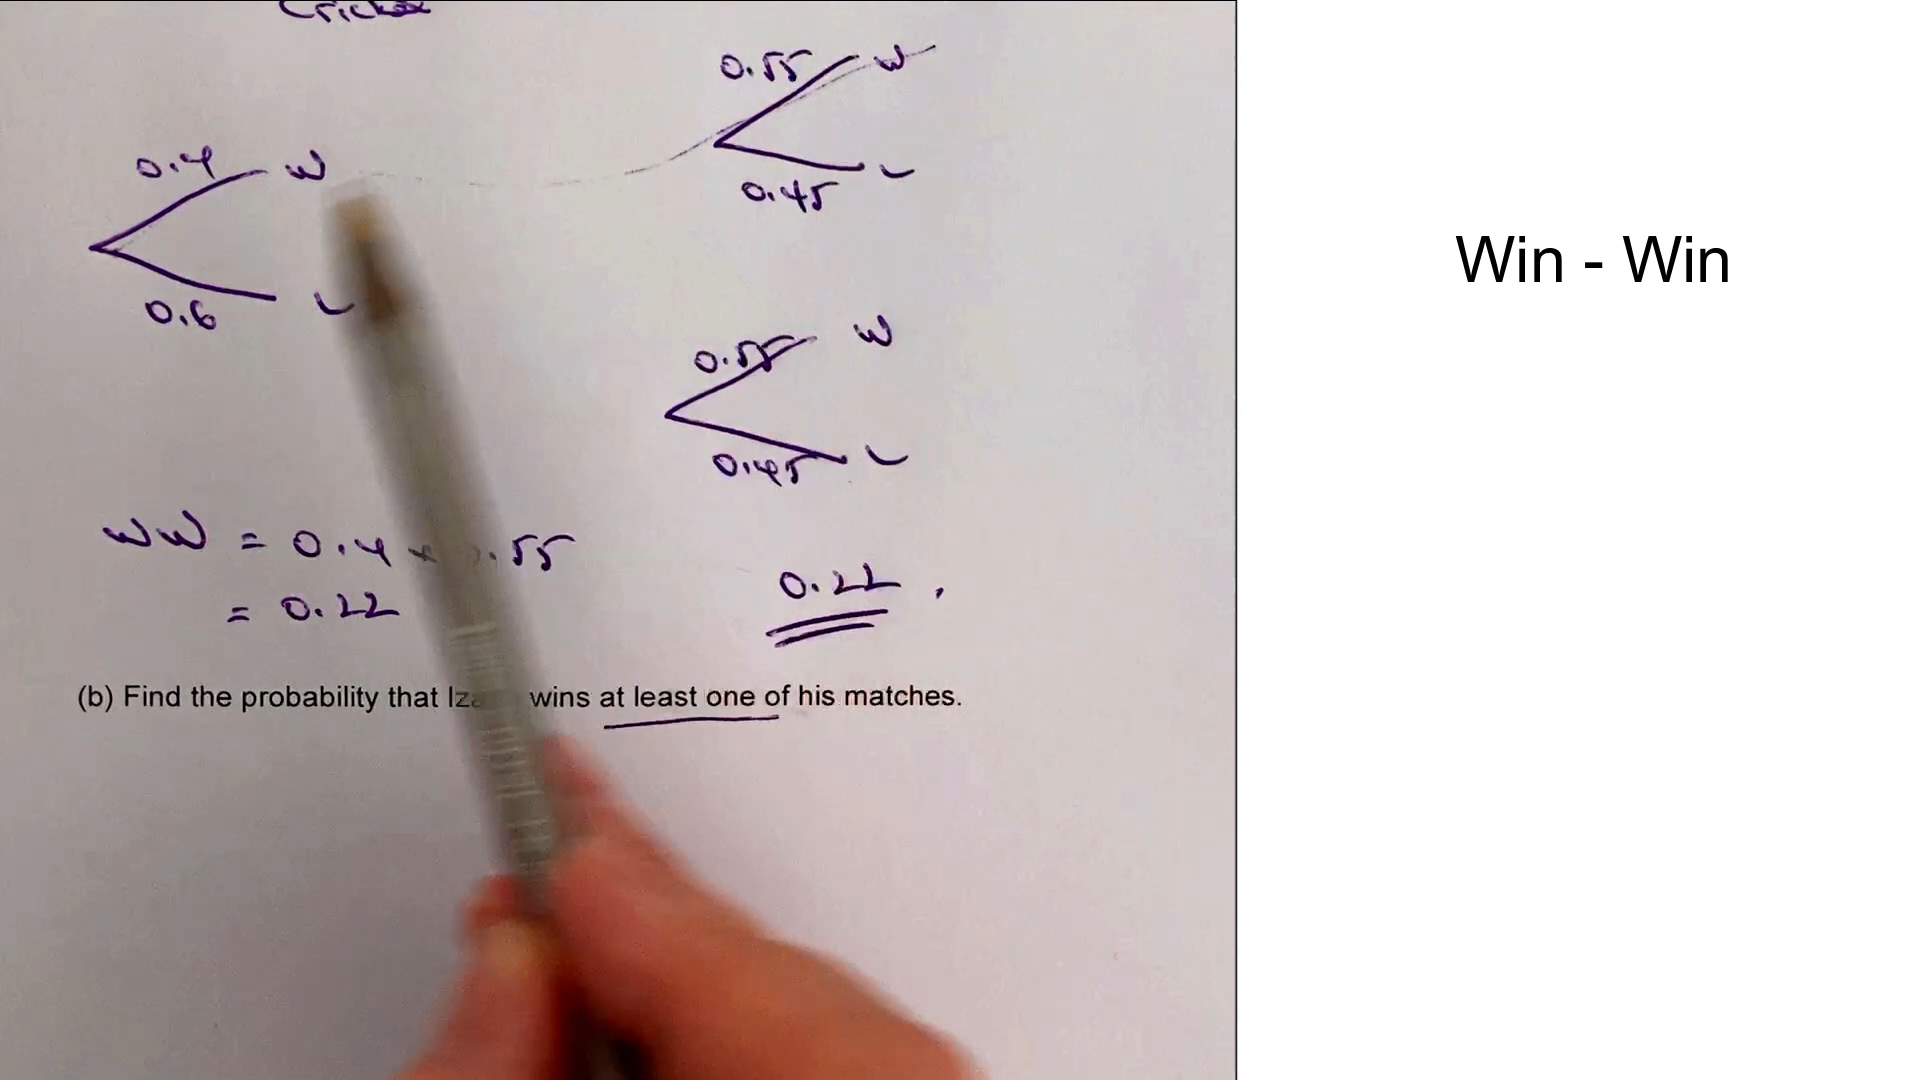 0.55 W
0.4 W
0.45 L
0.6 L
0.55 W
0.45 L
WW = 0.4 × .55
= 0.22
0.22
(b) Find the probability that wins at least one of his matches.
Win - Win